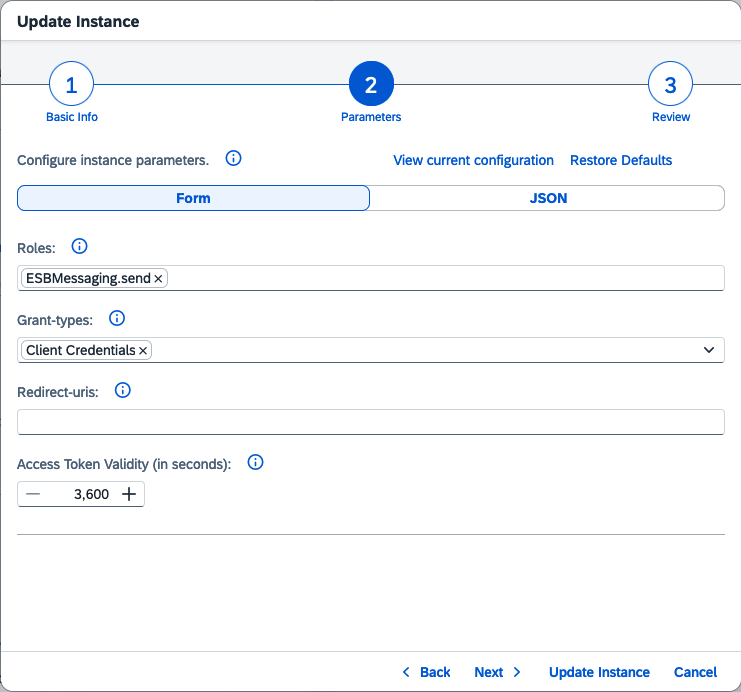 Update Instance
1 2 3
Basic Info Parameters Review
Configure instance parameters. View current configuration Restore Defaults
Form JSON
Roles:
ESBMessaging.send
Grant-types:
Client Credentials
Redirect-uris:
Access Token Validity (in seconds):
3,600
Back Next Update Instance Cancel